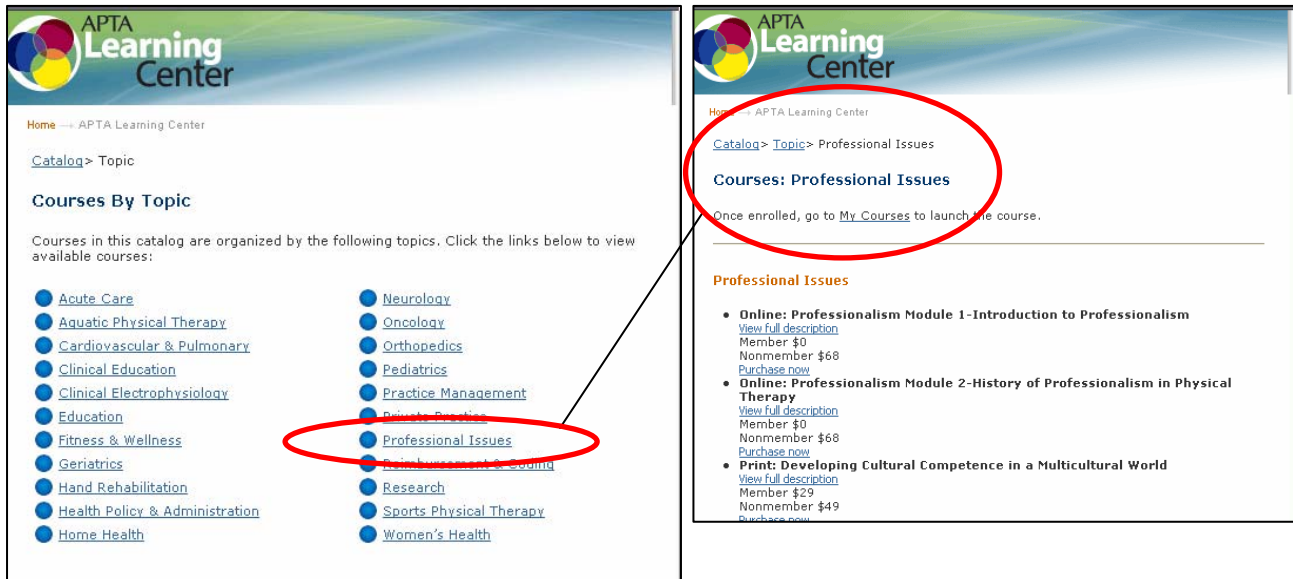 APTA
Learning
Center
Home → APTA Learning Center
Catalog> Topic
Courses By Topic
Courses in this catalog are organized by the following topics. Click the links below to view
available courses:
Acute Care
Aquatic Physical Therapy
Cardiovascular & Pulmonary
Clinical Education
Clinical Electrophysiology
Education
Fitness & Wellness
Geriatrics
Hand Rehabilitation
Health Policy & Administration
Home Health
Neurology
Oncology
Orthopedics
Pediatrics
Practice Management
Private Practice
Professional Issues
Reimbursement & Coding
Research
Sports Physical Therapy
Women's Health
APTA
Learning
Center
Home → APTA Learning Center
Catalog> Topic> Professional Issues
Courses: Professional Issues
Once enrolled, go to My Courses to launch the course.
Professional Issues
• Online: Professionalism Module 1-Introduction to Professionalism
View full description
Member $0
Nonmember $68
Purchase now
• Online: Professionalism Module 2-History of Professionalism in Physical
Therapy
View full description
Member $0
Nonmember $68
Purchase now
• Print: Developing Cultural Competence in a Multicultural World
View full description
Member $29
Nonmember $49
Purchase now